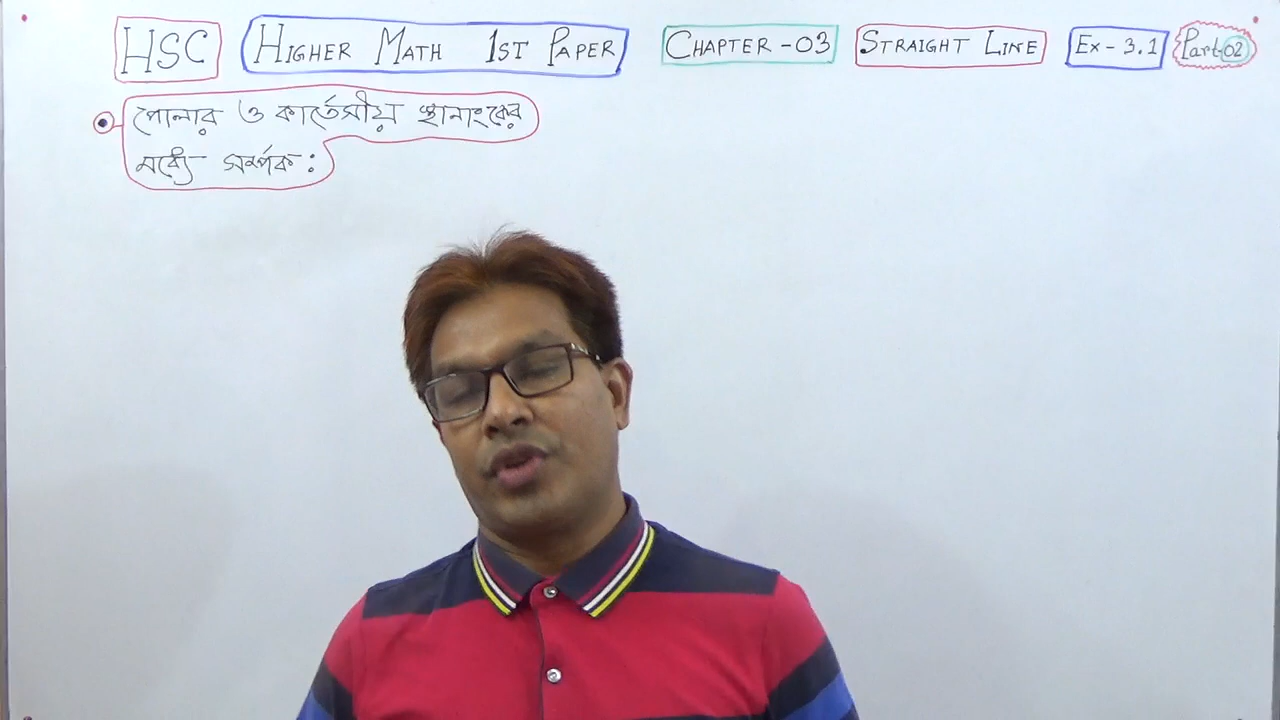 HSC HIGHER MATH 1ST PAPER CHAPTER-03 STRAIGHT LINE Ex-3.1 Part-02
পোলার ও কার্তেসীয় স্থানাংকের
মধ্যে সম্পর্ক: